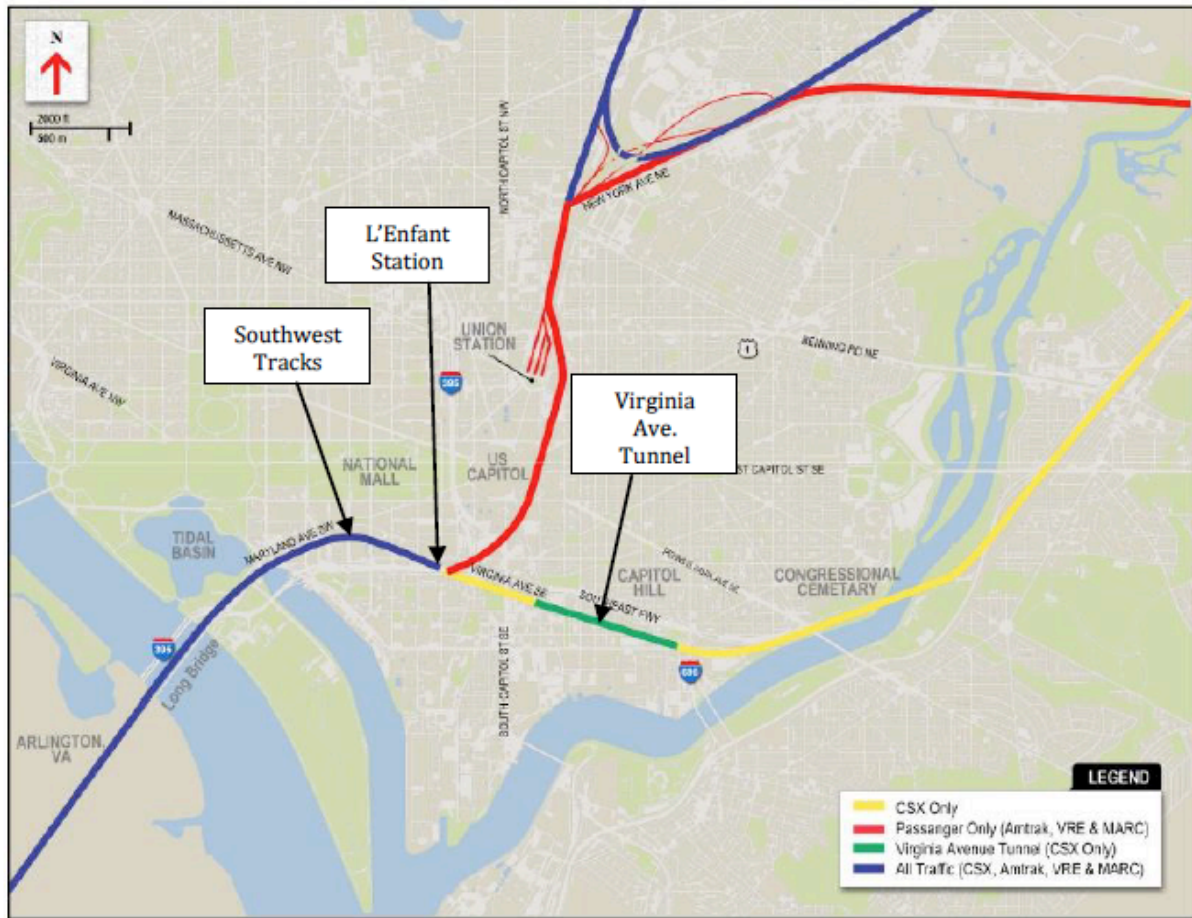 N
2000 ft
500 m
NORTH CAPITOL ST NW
NEW YORK AVE NE
MASSACHUSETTS AVE NW
L'Enfant
Station
Southwest
Tracks
UNION
STATION
395
1
BENNING RD NE
VIRGINIA AVE NW
Virginia
Ave.
Tunnel
NATIONAL
MALL
US
CAPITOL
ST CAPITOL ST SE
TIDAL
BASIN
MARYLAND AVE SW
VIRGINIA AVE SE
CAPITOL
HILL
SOUTHEAST FWY
CONGRESSIONAL
CEMETARY
395
Long Bridge
SOUTH CAPITOL ST SE
695
ARLINGTON,
VA
LEGEND
CSX Only
Passanger Only (Amtrak, VRE & MARC)
Virginia Avenue Tunnel (CSX Only)
All Traffic (CSX, Amtrak, VRE & MARC)